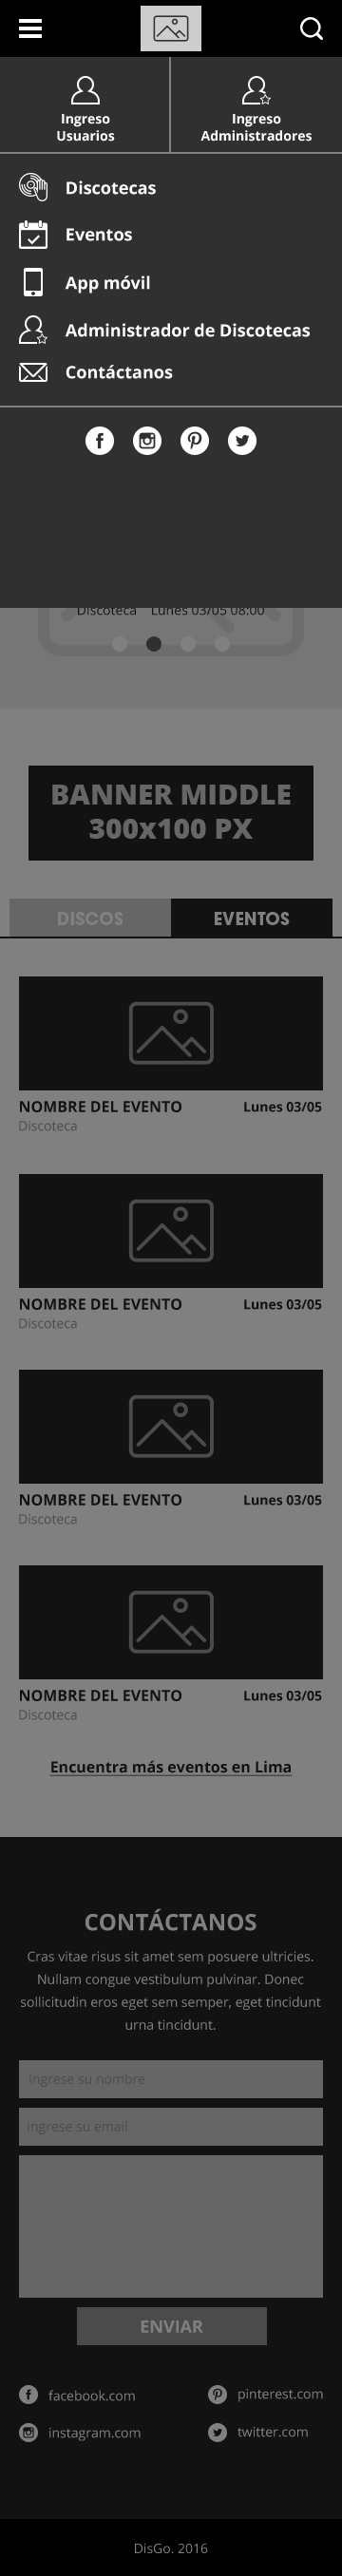 Ingreso
Usuarios
Ingreso
Administradores
Discotecas
Eventos
App móvil
Administrador de Discotecas
Contáctanos
Discoteca Lunes 03/05 08:00
BANNER MIDDLE
300x100 PX
DISCOS
EVENTOS
NOMBRE DEL EVENTO
Lunes 03/05
Discoteca
NOMBRE DEL EVENTO
Lunes 03/05
Discoteca
NOMBRE DEL EVENTO
Lunes 03/05
Discoteca
NOMBRE DEL EVENTO
Lunes 03/05
Discoteca
Encuentra más eventos en Lima
CONTÁCTANOS
Cras vitae risus sit amet sem posuere ultricies.
Nullam congue vestibulum pulvinar. Donec
sollicitudin eros eget sem semper, eget tincidunt
urna tincidunt.
Ingrese su nombre
Ingrese su email
ENVIAR
facebook.com
pinterest.com
instagram.com
twitter.com
DisGo. 2016